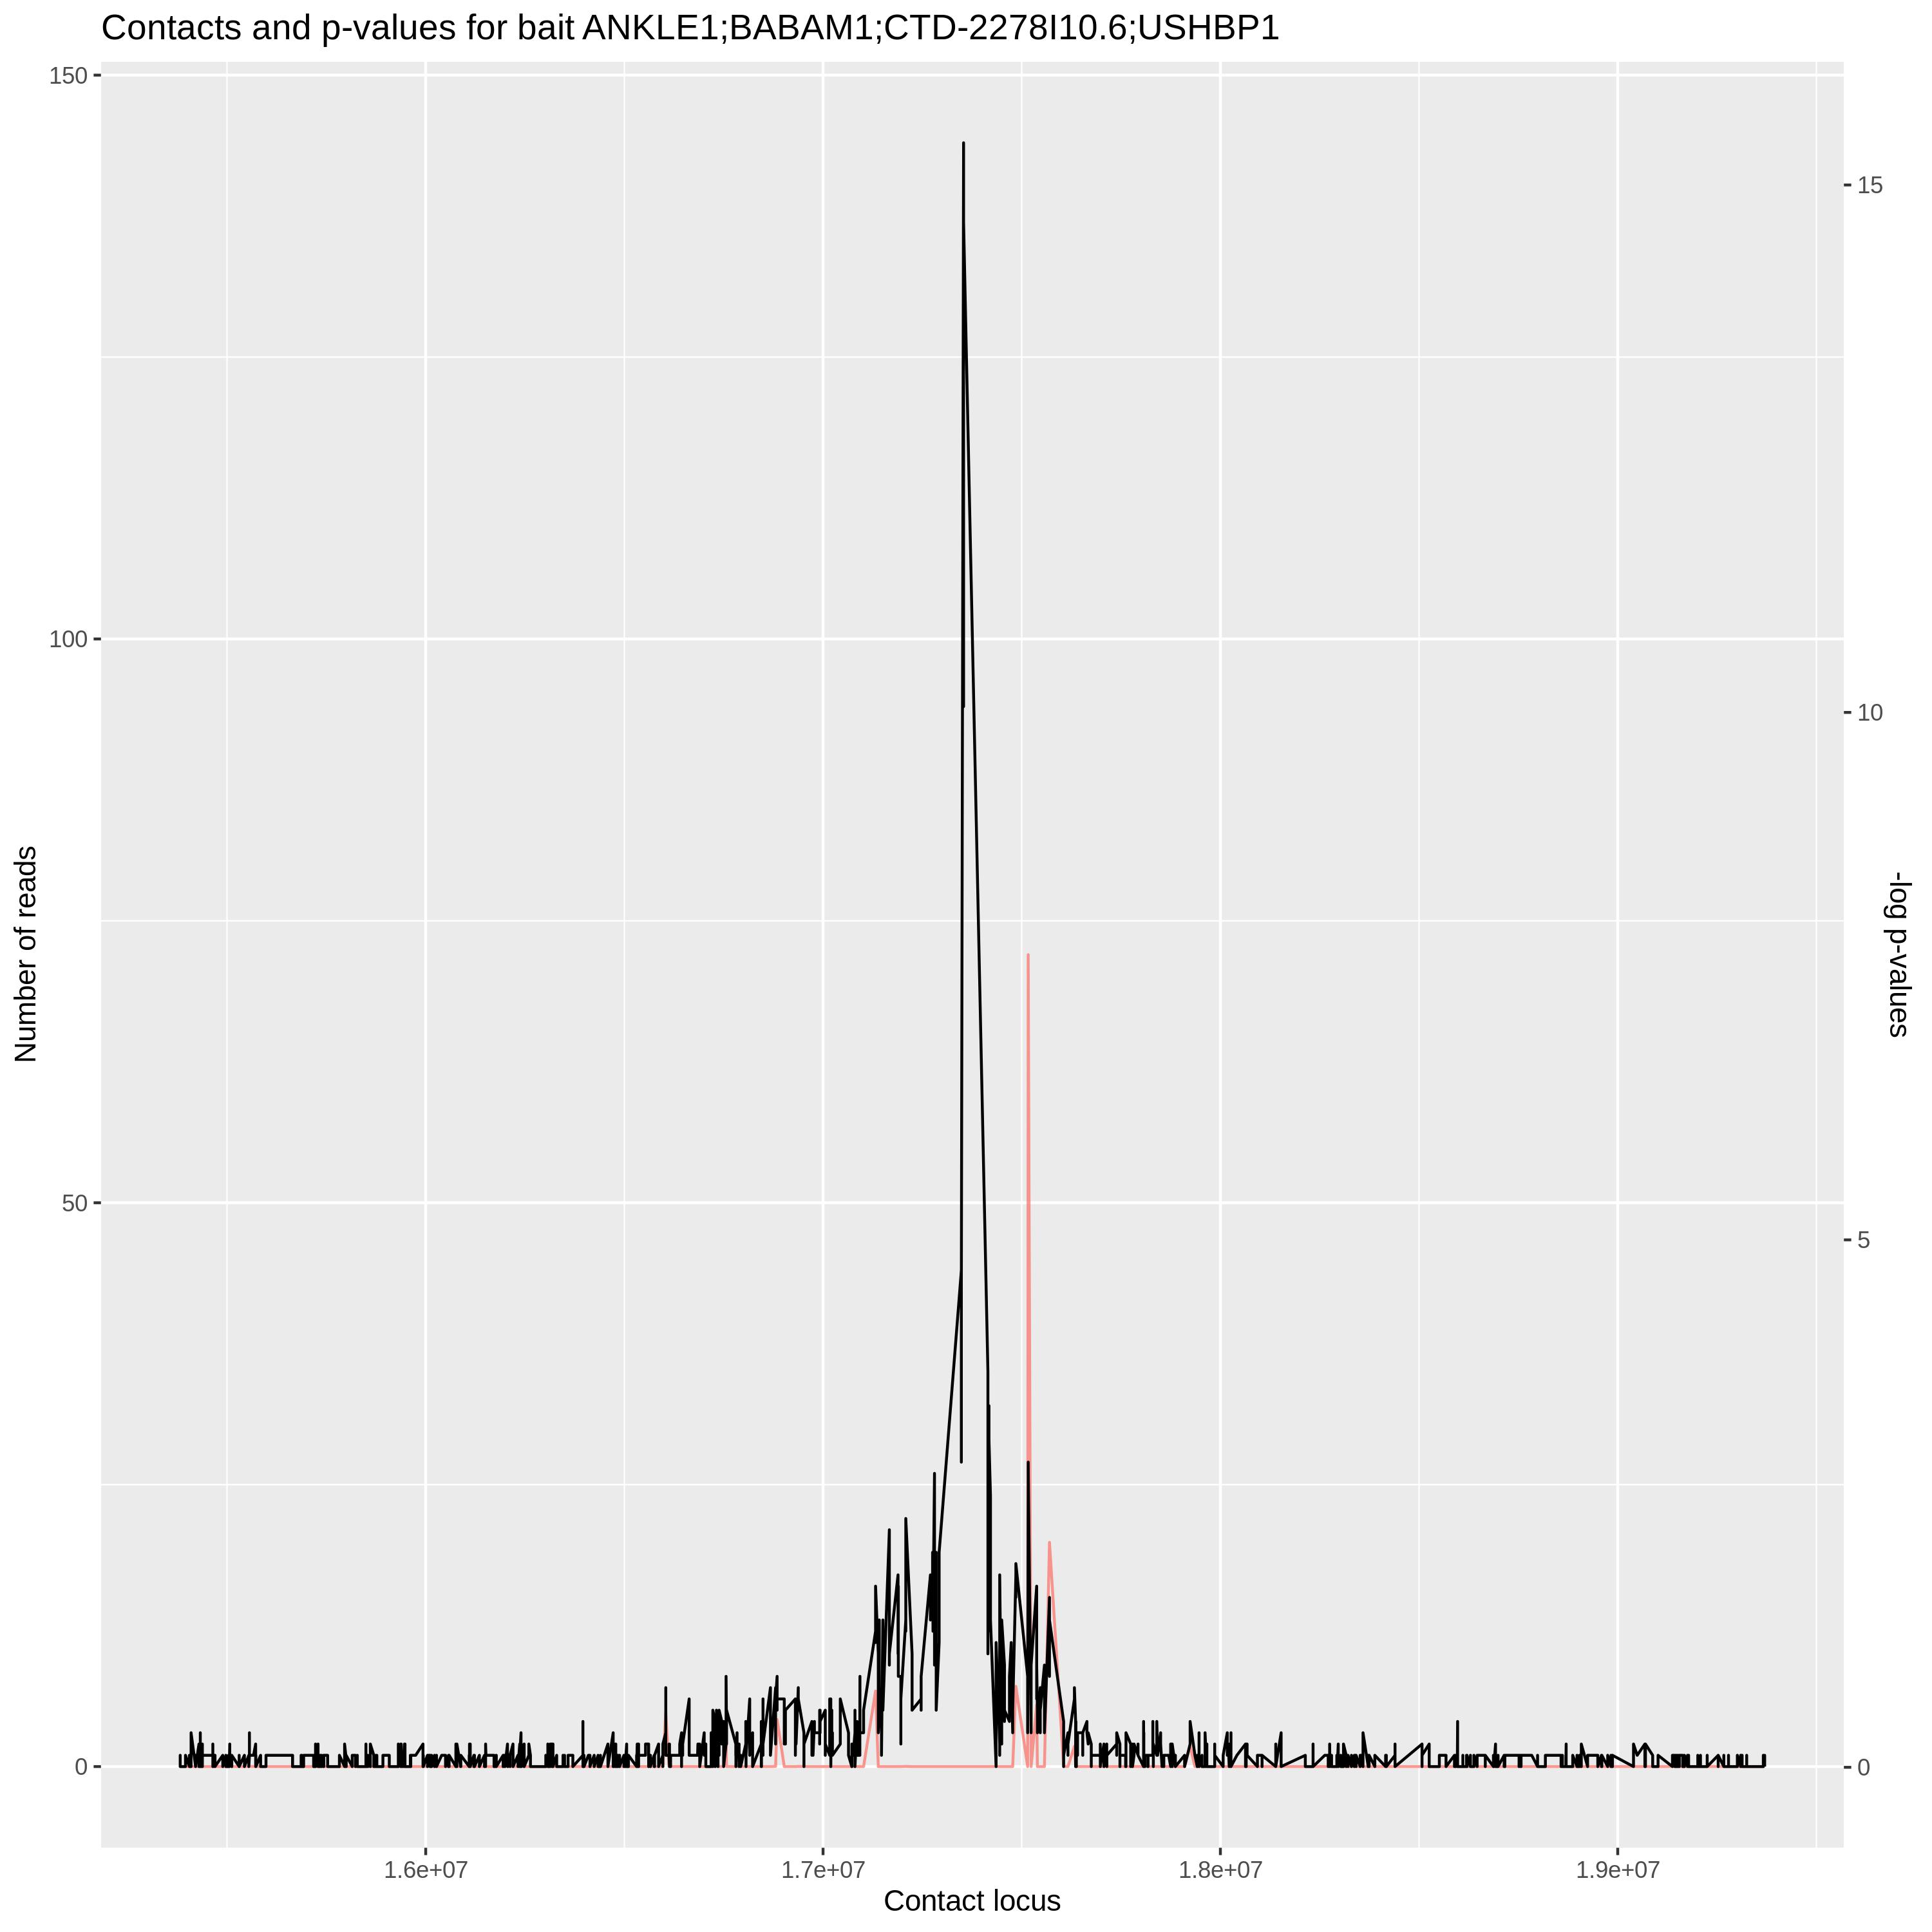 Contacts and p-values for bait ANKLE1;BABAM1;CTD-2278I10.6;USHBP1
150
100
50
0
Number of reads
15
10
5
0
-log p-values
1.6e+07
1.7e+07
1.8e+07
1.9e+07
Contact locus